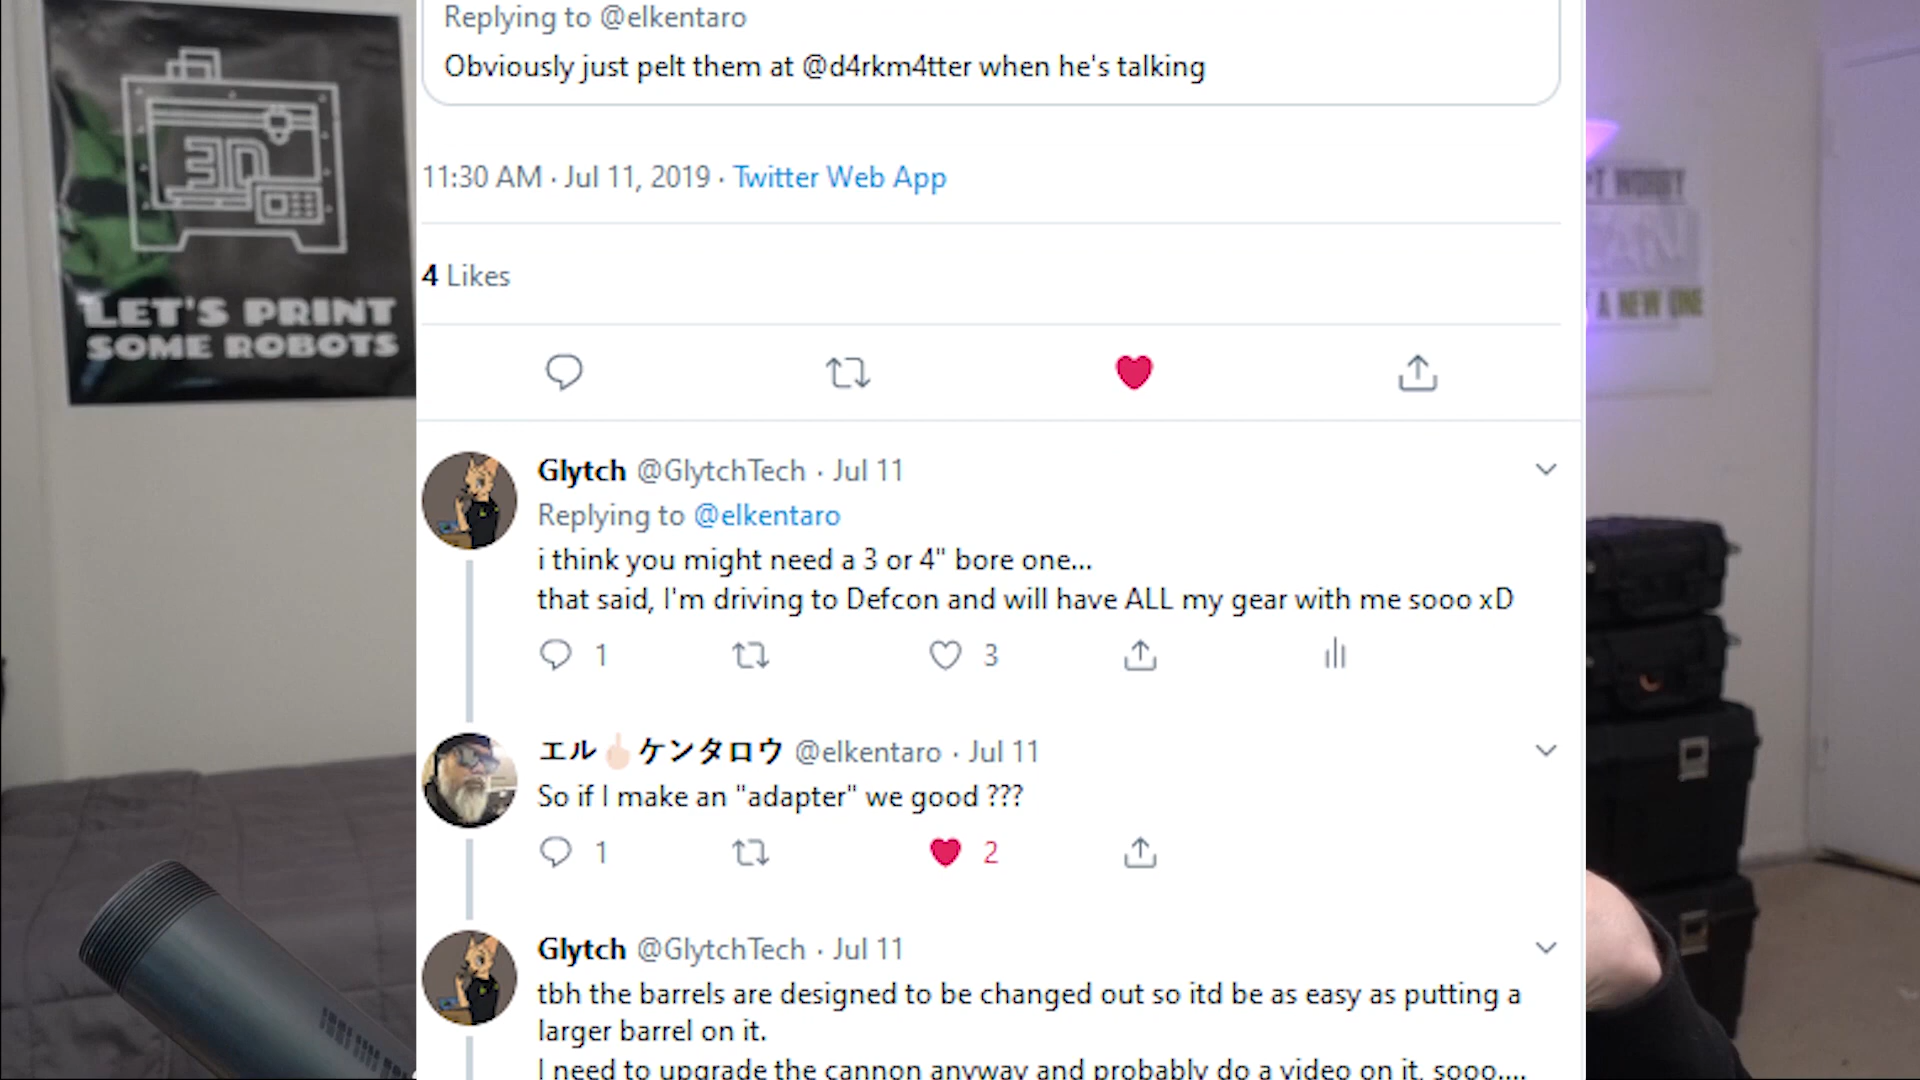 LET'S PRINT
SOME ROBOTS
3D
Replying to @elkentaro
Obviously just pelt them at @d4rkm4tter when he's talking
11:30 AM · Jul 11, 2019 · Twitter Web App
4 Likes
Glytch @GlytchTech · Jul 11
Replying to @elkentaro
i think you might need a 3 or 4" bore one...
that said, I'm driving to Defcon and will have ALL my gear with me sooo xD
1 3
エル🖕🏻ケンタロウ @elkentaro · Jul 11
So if I make an "adapter" we good ???
1 2
Glytch @GlytchTech · Jul 11
tbh the barrels are designed to be changed out so itd be as easy as putting a
larger barrel on it.
I need to upgrade the cannon anyway and probably do a video on it, sooo....
WORRY
A NEW ONE